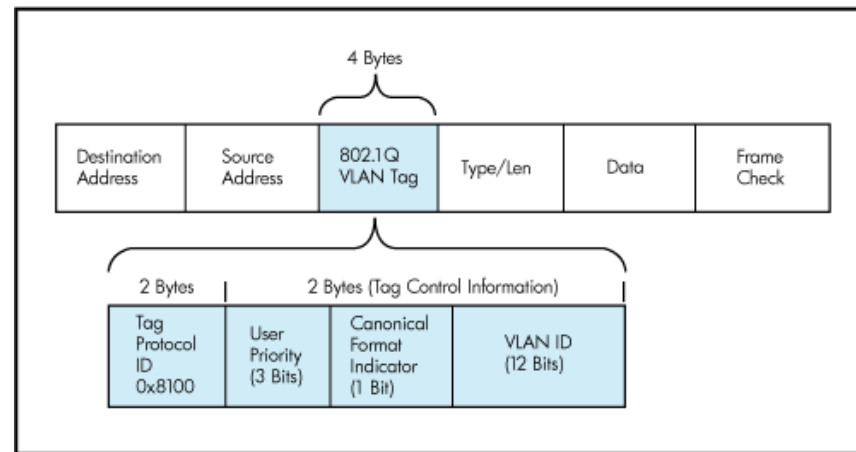 4 Bytes
Destination
Address
Source
Address
802.1Q
VLAN Tag
Type/Len
Data
Frame
Check
2 Bytes
2 Bytes (Tag Control Information)
Tag
Protocol
ID
0x8100
User
Priority
(3 Bits)
Canonical
Format
Indicator
(1 Bit)
VLAN ID
(12 Bits)